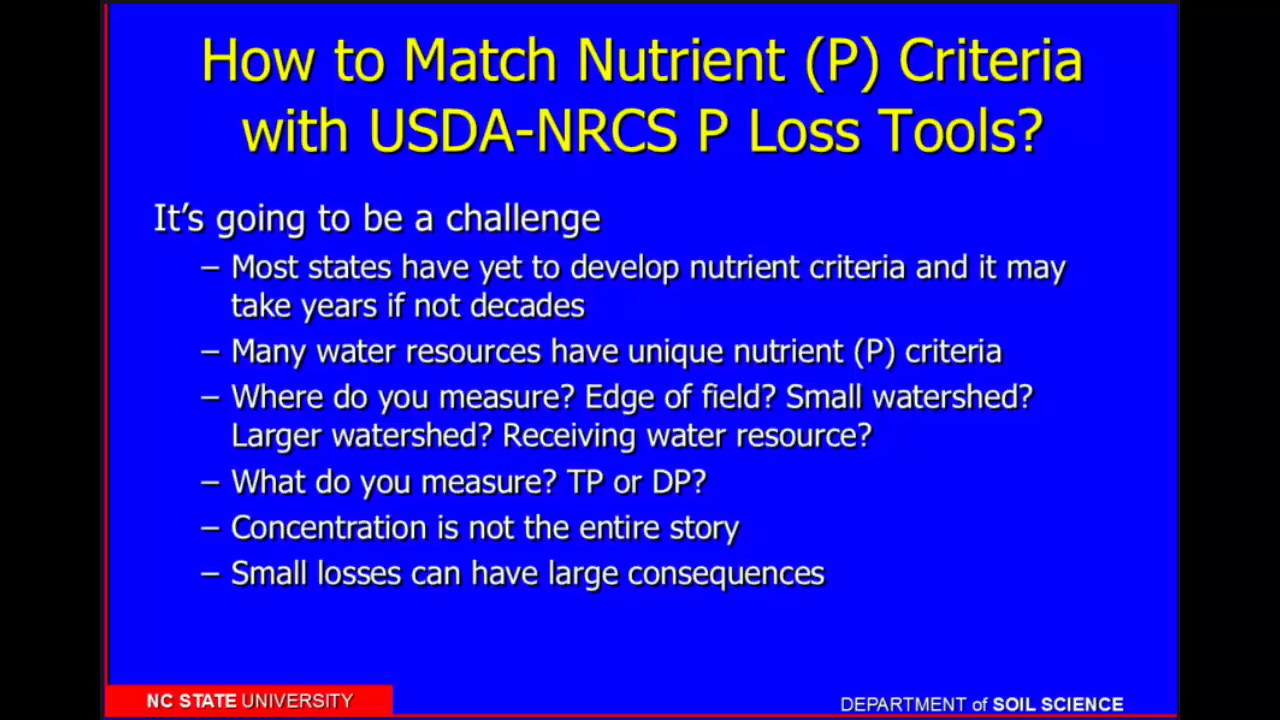 How to Match Nutrient (P) Criteria
with USDA-NRCS P Loss Tools?
It’s going to be a challenge
– Most states have yet to develop nutrient criteria and it may
take years if not decades
– Many water resources have unique nutrient (P) criteria
– Where do you measure? Edge of field? Small watershed?
Larger watershed? Receiving water resource?
– What do you measure? TP or DP?
– Concentration is not the entire story
– Small losses can have large consequences
NC STATE UNIVERSITY
DEPARTMENT of SOIL SCIENCE